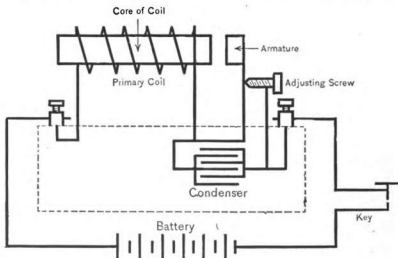 Core of Coil
Armature
Primary Coil
Adjusting Screw
Condenser
Battery
Key